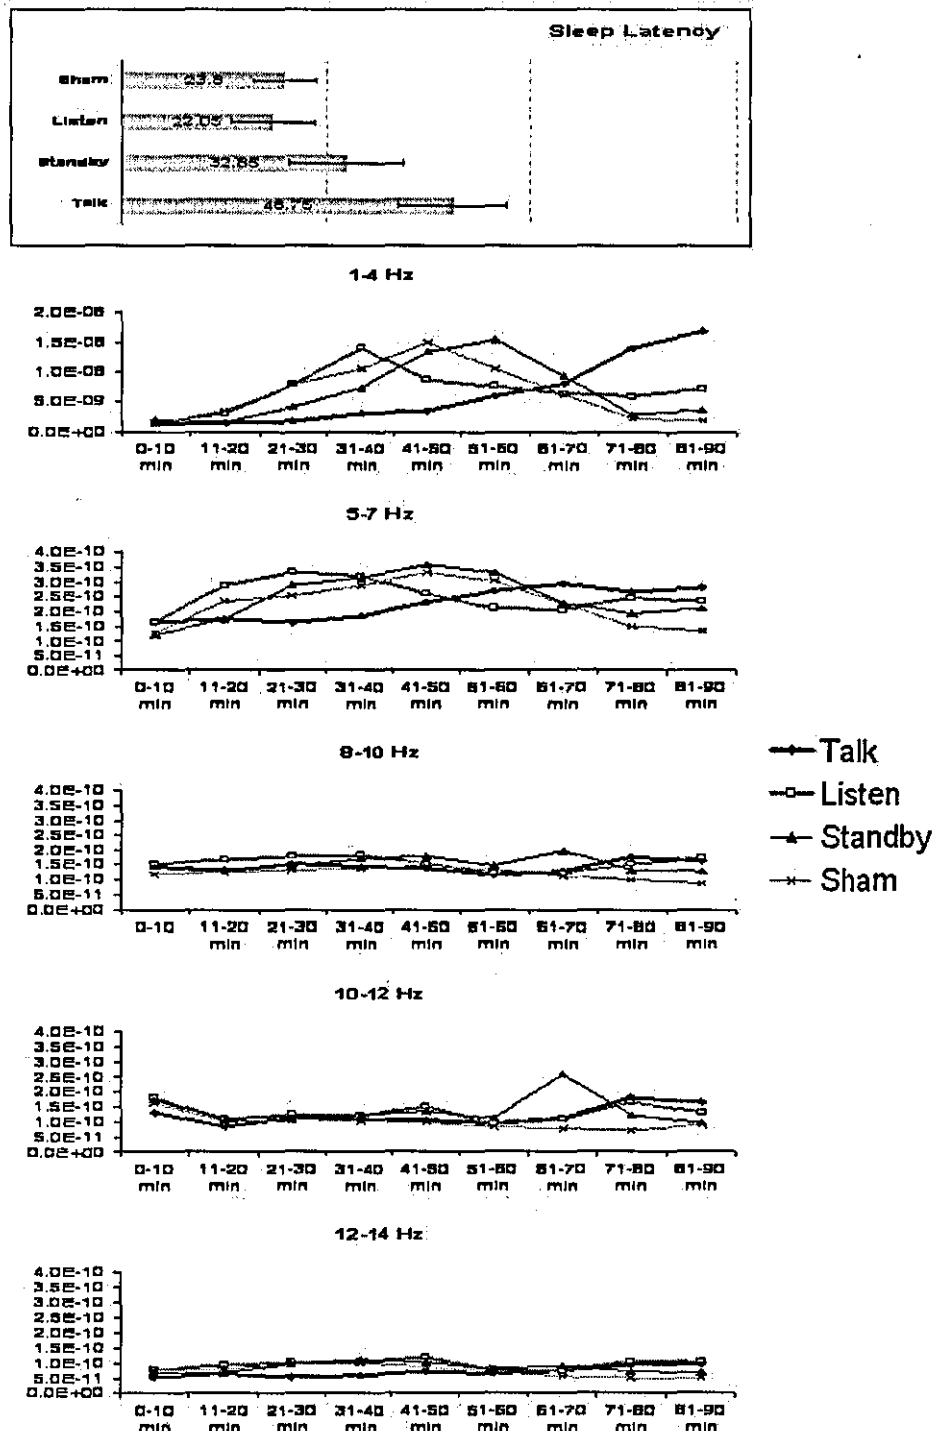 Sleep Latency
Sham 23.8
Listen 22.05
Standby 32.85
Talk 48.75
1-4 Hz
2.0E-08
1.5E-08
1.0E-08
5.0E-09
0.0E+00
0-10 11-20 21-30 31-40 41-50 51-60 61-70 71-80 81-90
min min min min min min min min min
5-7 Hz
4.0E-10
3.5E-10
3.0E-10
2.5E-10
2.0E-10
1.5E-10
1.0E-10
5.0E-11
0.0E+00
0-10 11-20 21-30 31-40 41-50 51-60 61-70 71-80 81-90
min min min min min min min min min
8-10 Hz
4.0E-10
3.5E-10
3.0E-10
2.5E-10
2.0E-10
1.5E-10
1.0E-10
5.0E-11
0.0E+00
0-10 11-20 21-30 31-40 41-50 51-60 61-70 71-80 81-90
min min min min min min min min
Talk
Listen
Standby
Sham
10-12 Hz
4.0E-10
3.5E-10
3.0E-10
2.5E-10
2.0E-10
1.5E-10
1.0E-10
5.0E-11
0.0E+00
0-10 11-20 21-30 31-40 41-50 51-60 61-70 71-80 81-90
min min min min min min min min min
12-14 Hz
4.0E-10
3.5E-10
3.0E-10
2.5E-10
2.0E-10
1.5E-10
1.0E-10
5.0E-11
0.0E+00
0-10 11-20 21-30 31-40 41-50 51-60 61-70 71-80 81-90
min min min min min min min min min